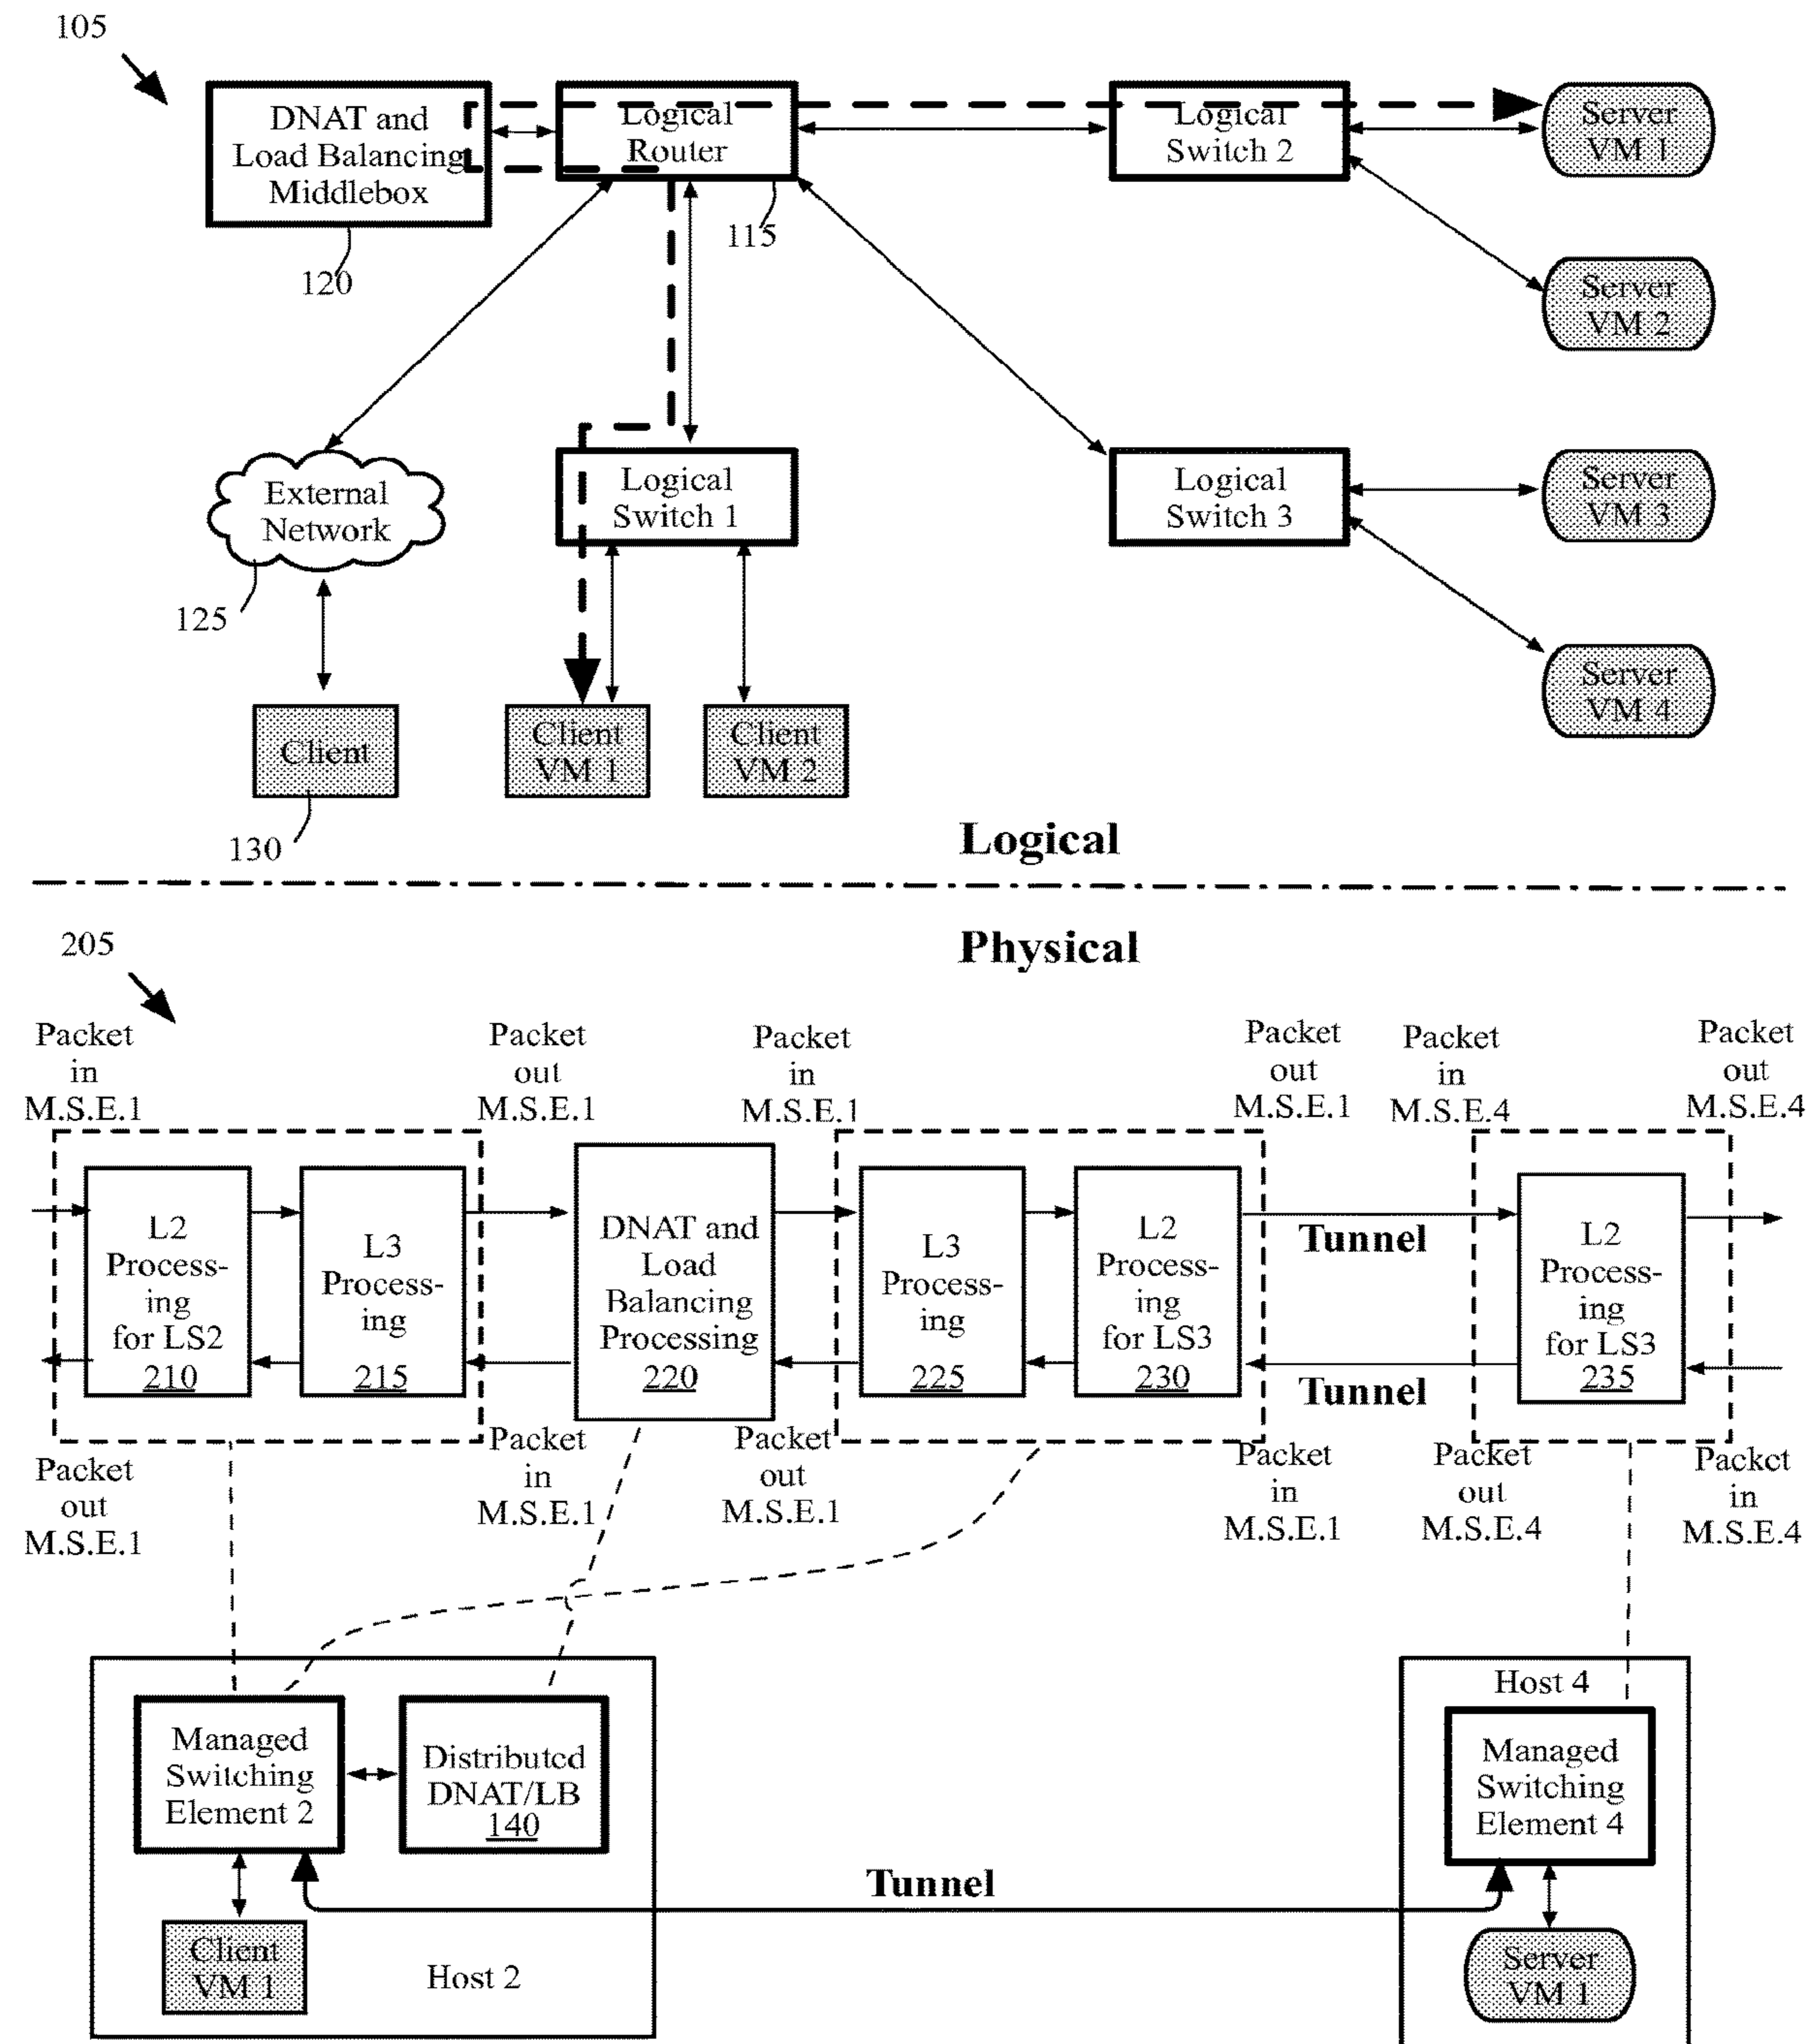 105
DNAT and
Load Balancing
Middlebox
Logical
Router
Logical
Switch 2
Server
VM 1
115
120
Server
VM 2
External
Network
Logical
Switch 1
Logical
Switch 3
Server
VM 3
125
Server
VM 4
Client
Client
VM 1
Client
VM 2
130
Logical
Physical
205
Packet
in
M.S.E.1
Packet
out
M.S.E.1
Packet
in
M.S.E.1
Packet
out
M.S.E.1
Packet
in
M.S.E.4
Packet
out
M.S.E.4
L2
Process-
ing
for LS2
210
L3
Process-
ing
215
DNAT and
Load
Balancing
Processing
220
L3
Process-
ing
225
L2
Process-
ing
for LS3
230
Tunnel
Tunnel
L2
Process-
ing
for LS3
235
Packet
out
M.S.E.1
Packet
in
M.S.E.1
Packet
out
M.S.E.1
Packet
in
M.S.E.1
Packet
out
M.S.E.4
Packet
in
M.S.E.4
Managed
Switching
Element 2
Distributed
DNAT/LB
140
Host 4
Managed
Switching
Element 4
Tunnel
Client
VM 1
Host 2
Server
VM 1